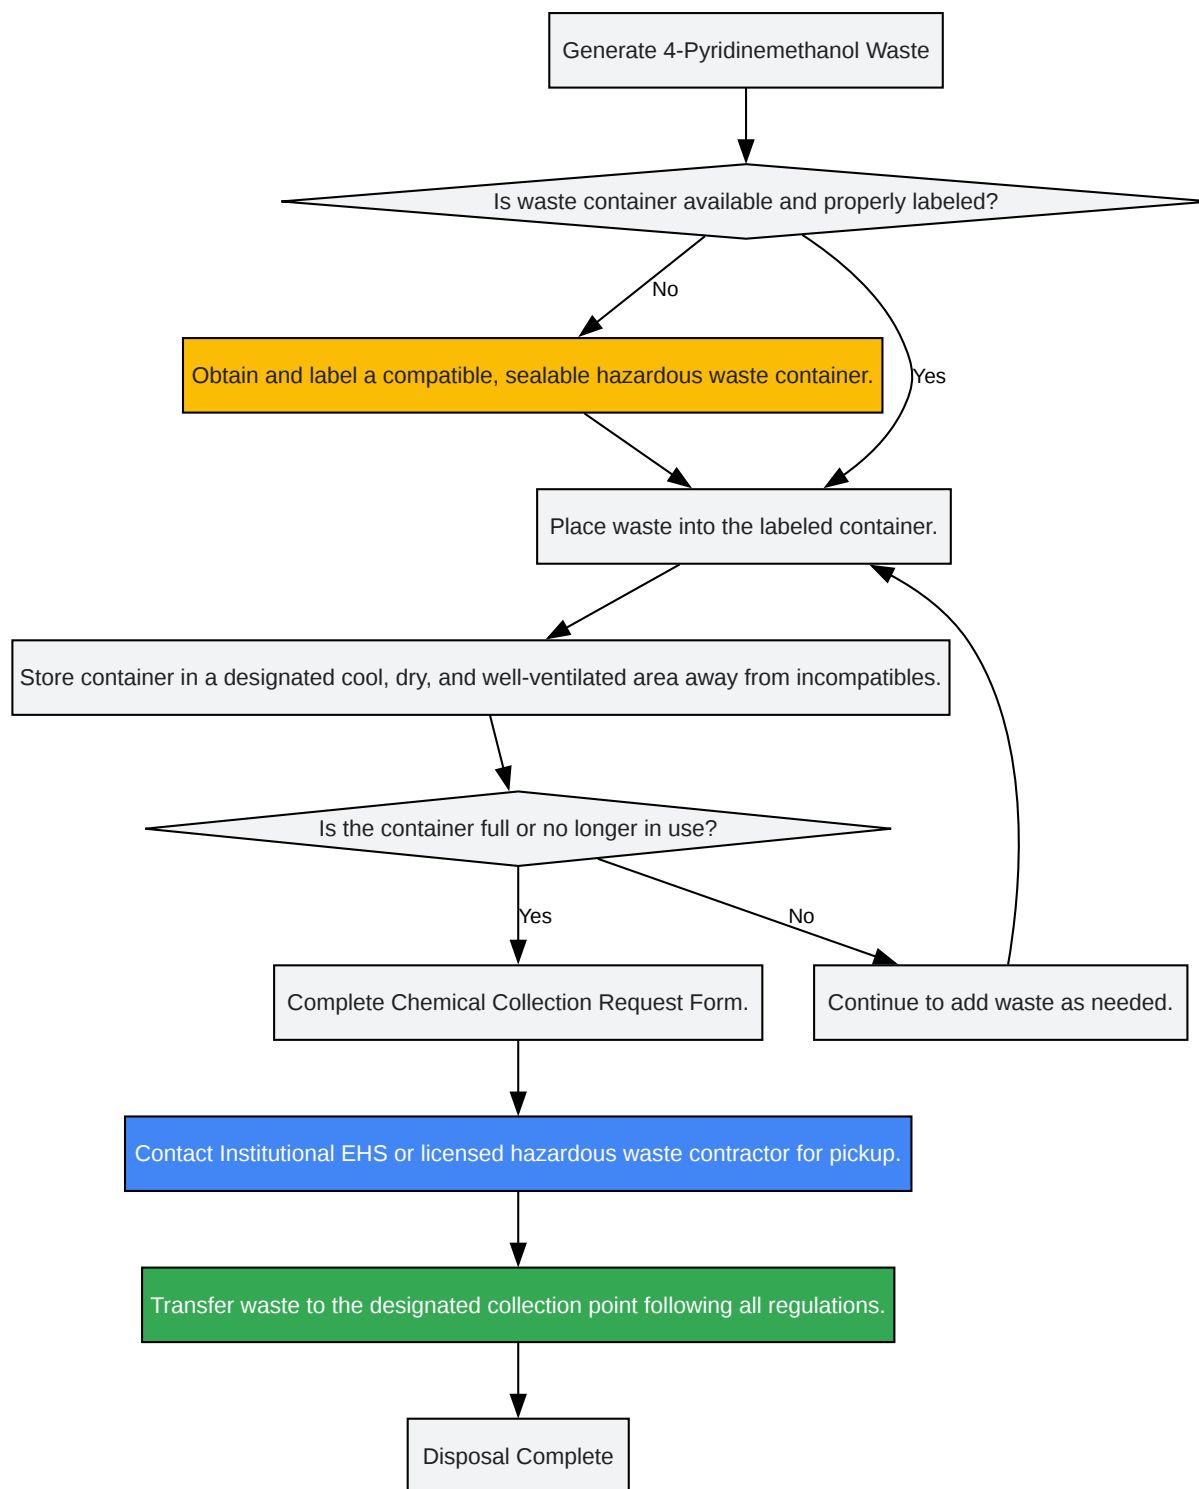 Generate 4-Pyridinemethanol Waste
Is waste container available and properly labeled?
No
Obtain and label a compatible, sealable hazardous waste container.
Yes
Place waste into the labeled container.
Store container in a designated cool, dry, and well-ventilated area away from incompatibles.
Is the container full or no longer in use?
Yes
No
Complete Chemical Collection Request Form.
Continue to add waste as needed.
Contact Institutional EHS or licensed hazardous waste contractor for pickup.
Transfer waste to the designated collection point following all regulations.
Disposal Complete